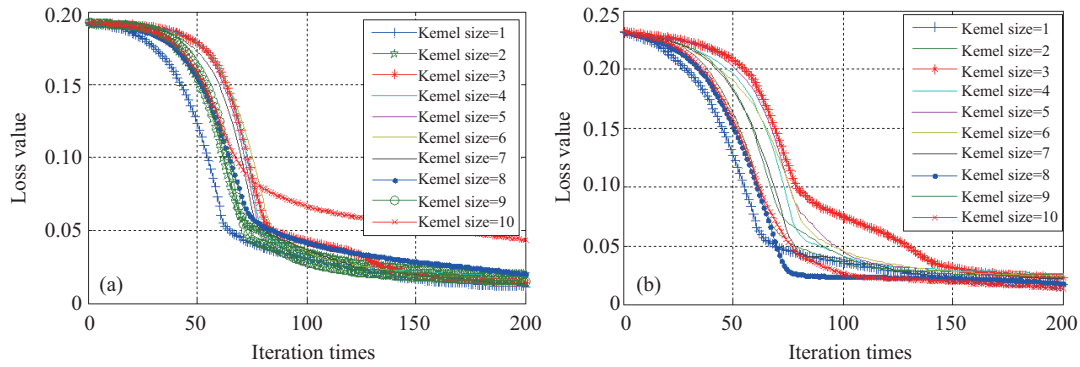 0.20
0.15
0.10
0.05
0
Loss value
0
50
100
150
200
Iteration times
(a)
Kemel size=1
Kemel size=2
Kemel size=3
Kemel size=4
Kemel size=5
Kemel size=6
Kemel size=7
Kemel size=8
Kemel size=9
Kemel size=10
0.25
0.20
0.15
0.10
0.05
0
Loss value
0
50
100
150
200
Iteration times
(b)
Kemel size=1
Kemel size=2
Kemel size=3
Kemel size=4
Kemel size=5
Kemel size=6
Kemel size=7
Kemel size=8
Kemel size=9
Kemel size=10